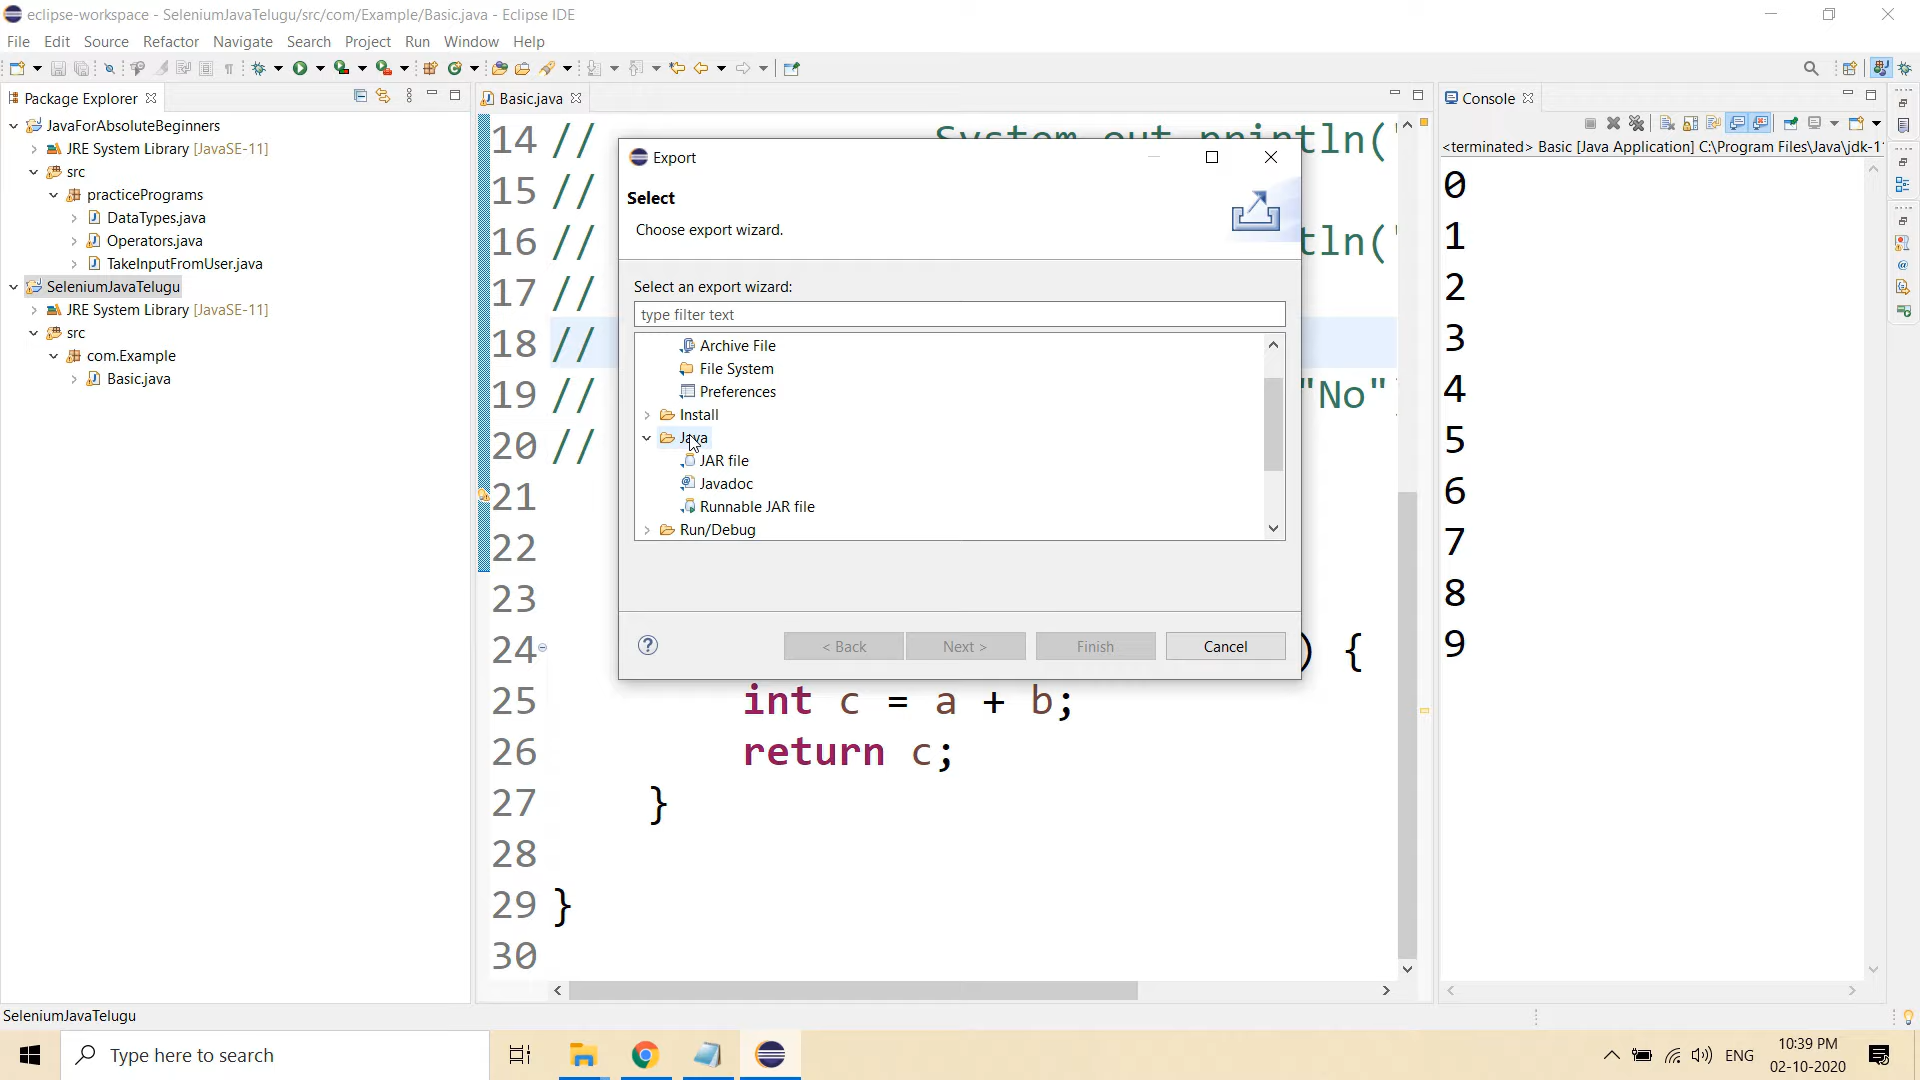 eclipse-workspace - SeleniumJavaTelugu/src/com/Example/Basic.java - Eclipse IDE
File Edit Source Refactor Navigate Search Project Run Window Help
Package Explorer
JavaForAbsoluteBeginners
JRE System Library [JavaSE-11]
src
practicePrograms
DataTypes.java
Operators.java
TakeInputFromUser.java
SeleniumJavaTelugu
JRE System Library [JavaSE-11]
src
com.Example
Basic.java
Basic.java
14 // System.out.println("
15 //
16 // tln("
17 //
18 //
19 // "No"
20 //
21
22
23
24 ) {
25 int c = a + b;
26 return c;
27 }
28
29 }
30
Export
Select
Choose export wizard.
Select an export wizard:
type filter text
Archive File
File System
Preferences
Install
Java
JAR file
Javadoc
Runnable JAR file
Run/Debug
< Back Next > Finish Cancel
Console
<terminated> Basic [Java Application] C:\Program Files\Java\jdk-1
0
1
2
3
4
5
6
7
8
9
SeleniumJavaTelugu
Type here to search
ENG
10:39 PM
02-10-2020